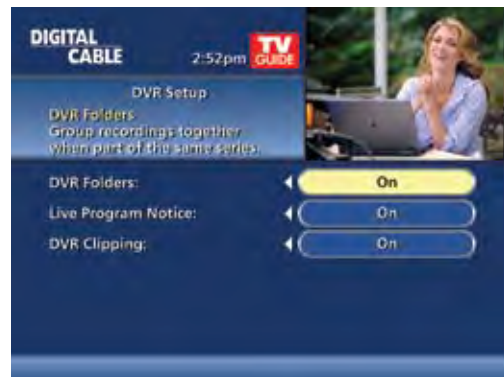 DIGITAL
CABLE
2:52pm
TV
GUIDE
DVR Setup
DVR Folders
Group recordings together
when part of the same series.
DVR Folders:
On
Live Program Notice:
On
DVR Clipping:
On